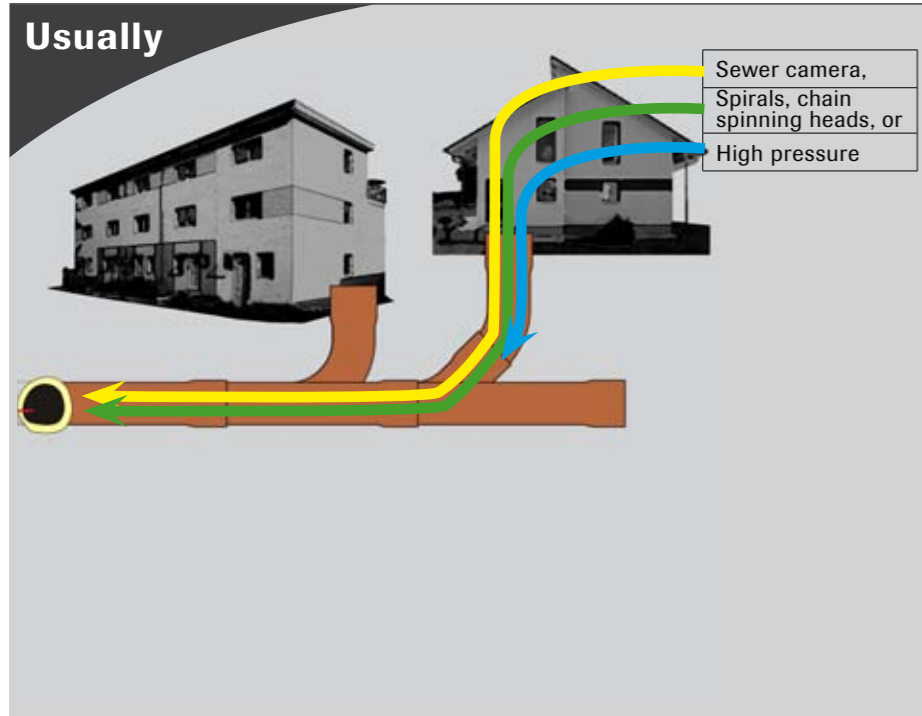 Usually
Sewer camera,
Spirals, chain
spinning heads, or
High pressure